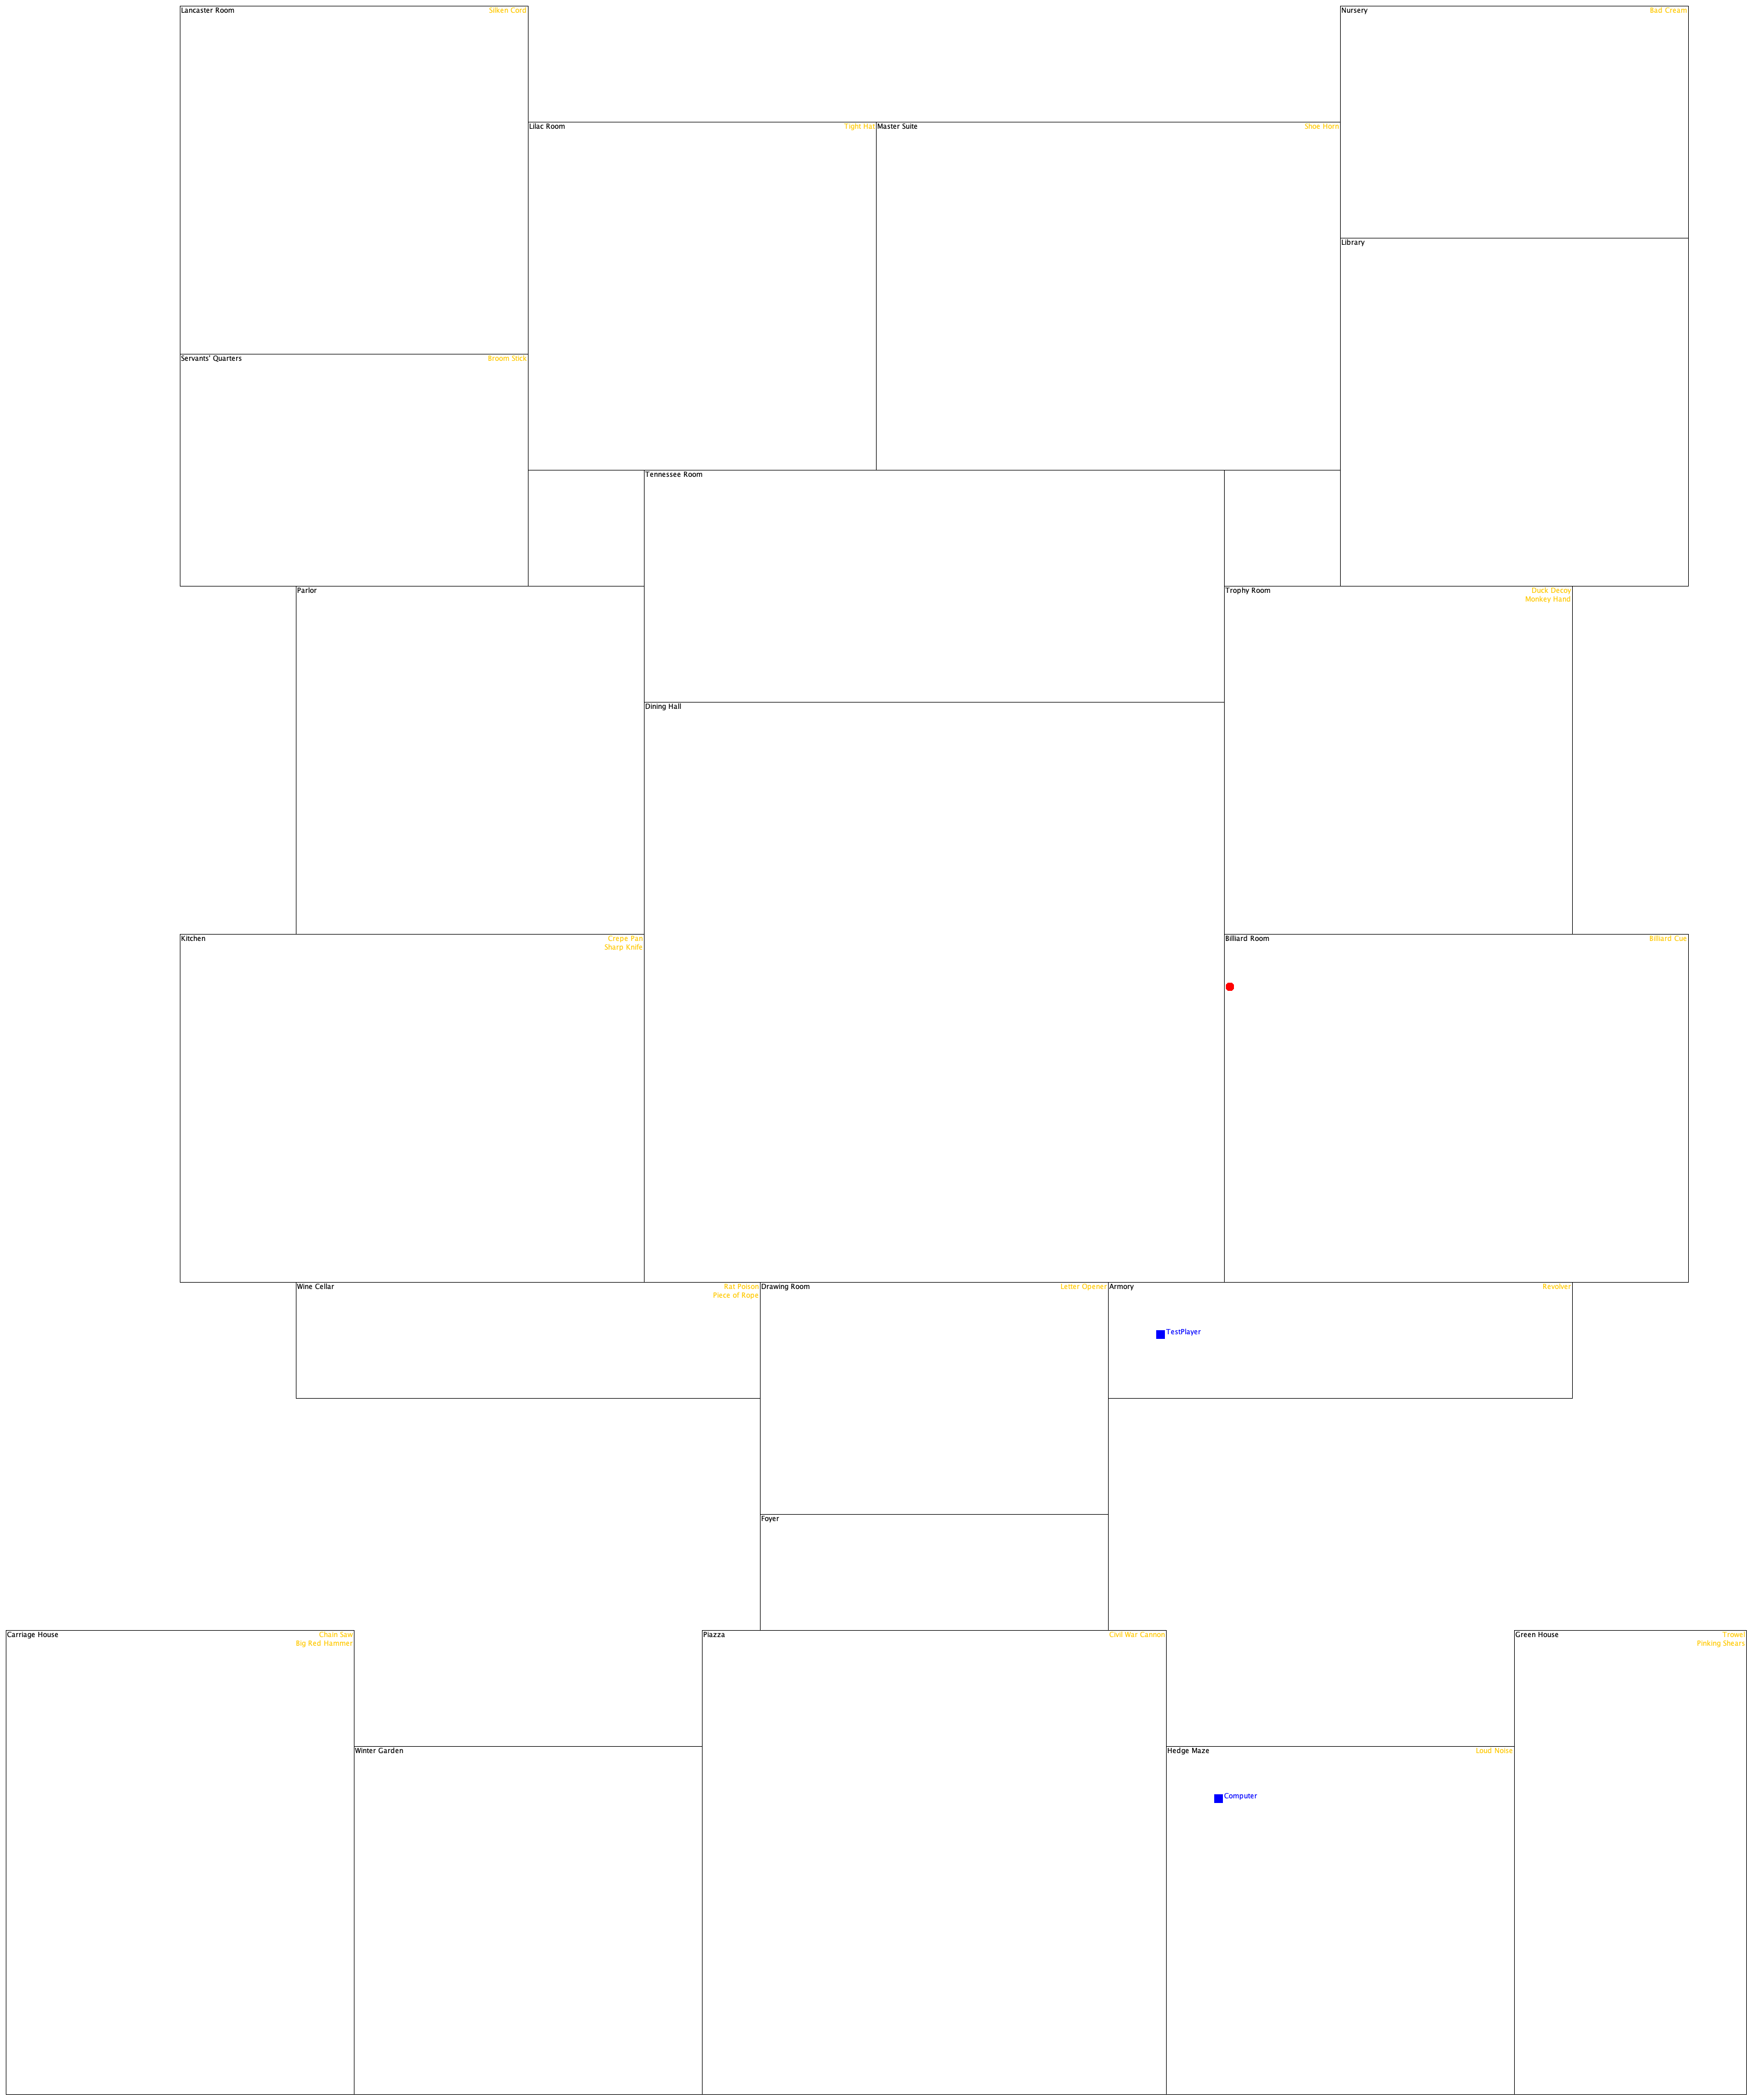 Lancaster Room Silken Cord
Nursery Bad Cream
Lilac Room Tight Hat
Master Suite Shoe Horn
Library
Servants' Quarters Broom Stick
Tennessee Room
Parlor
Trophy Room Duck Decoy
Monkey Hand
Dining Hall
Kitchen Crepe Pan
Sharp Knife
Billiard Room Billiard Cue
Wine Cellar Rat Poison
Piece of Rope
Drawing Room Letter Opener
Armory Revolver
TestPlayer
Foyer
Carriage House Chain Saw
Big Red Hammer
Piazza Civil War Cannon
Green House Trowel
Pinking Shears
Winter Garden
Hedge Maze Loud Noise
Computer